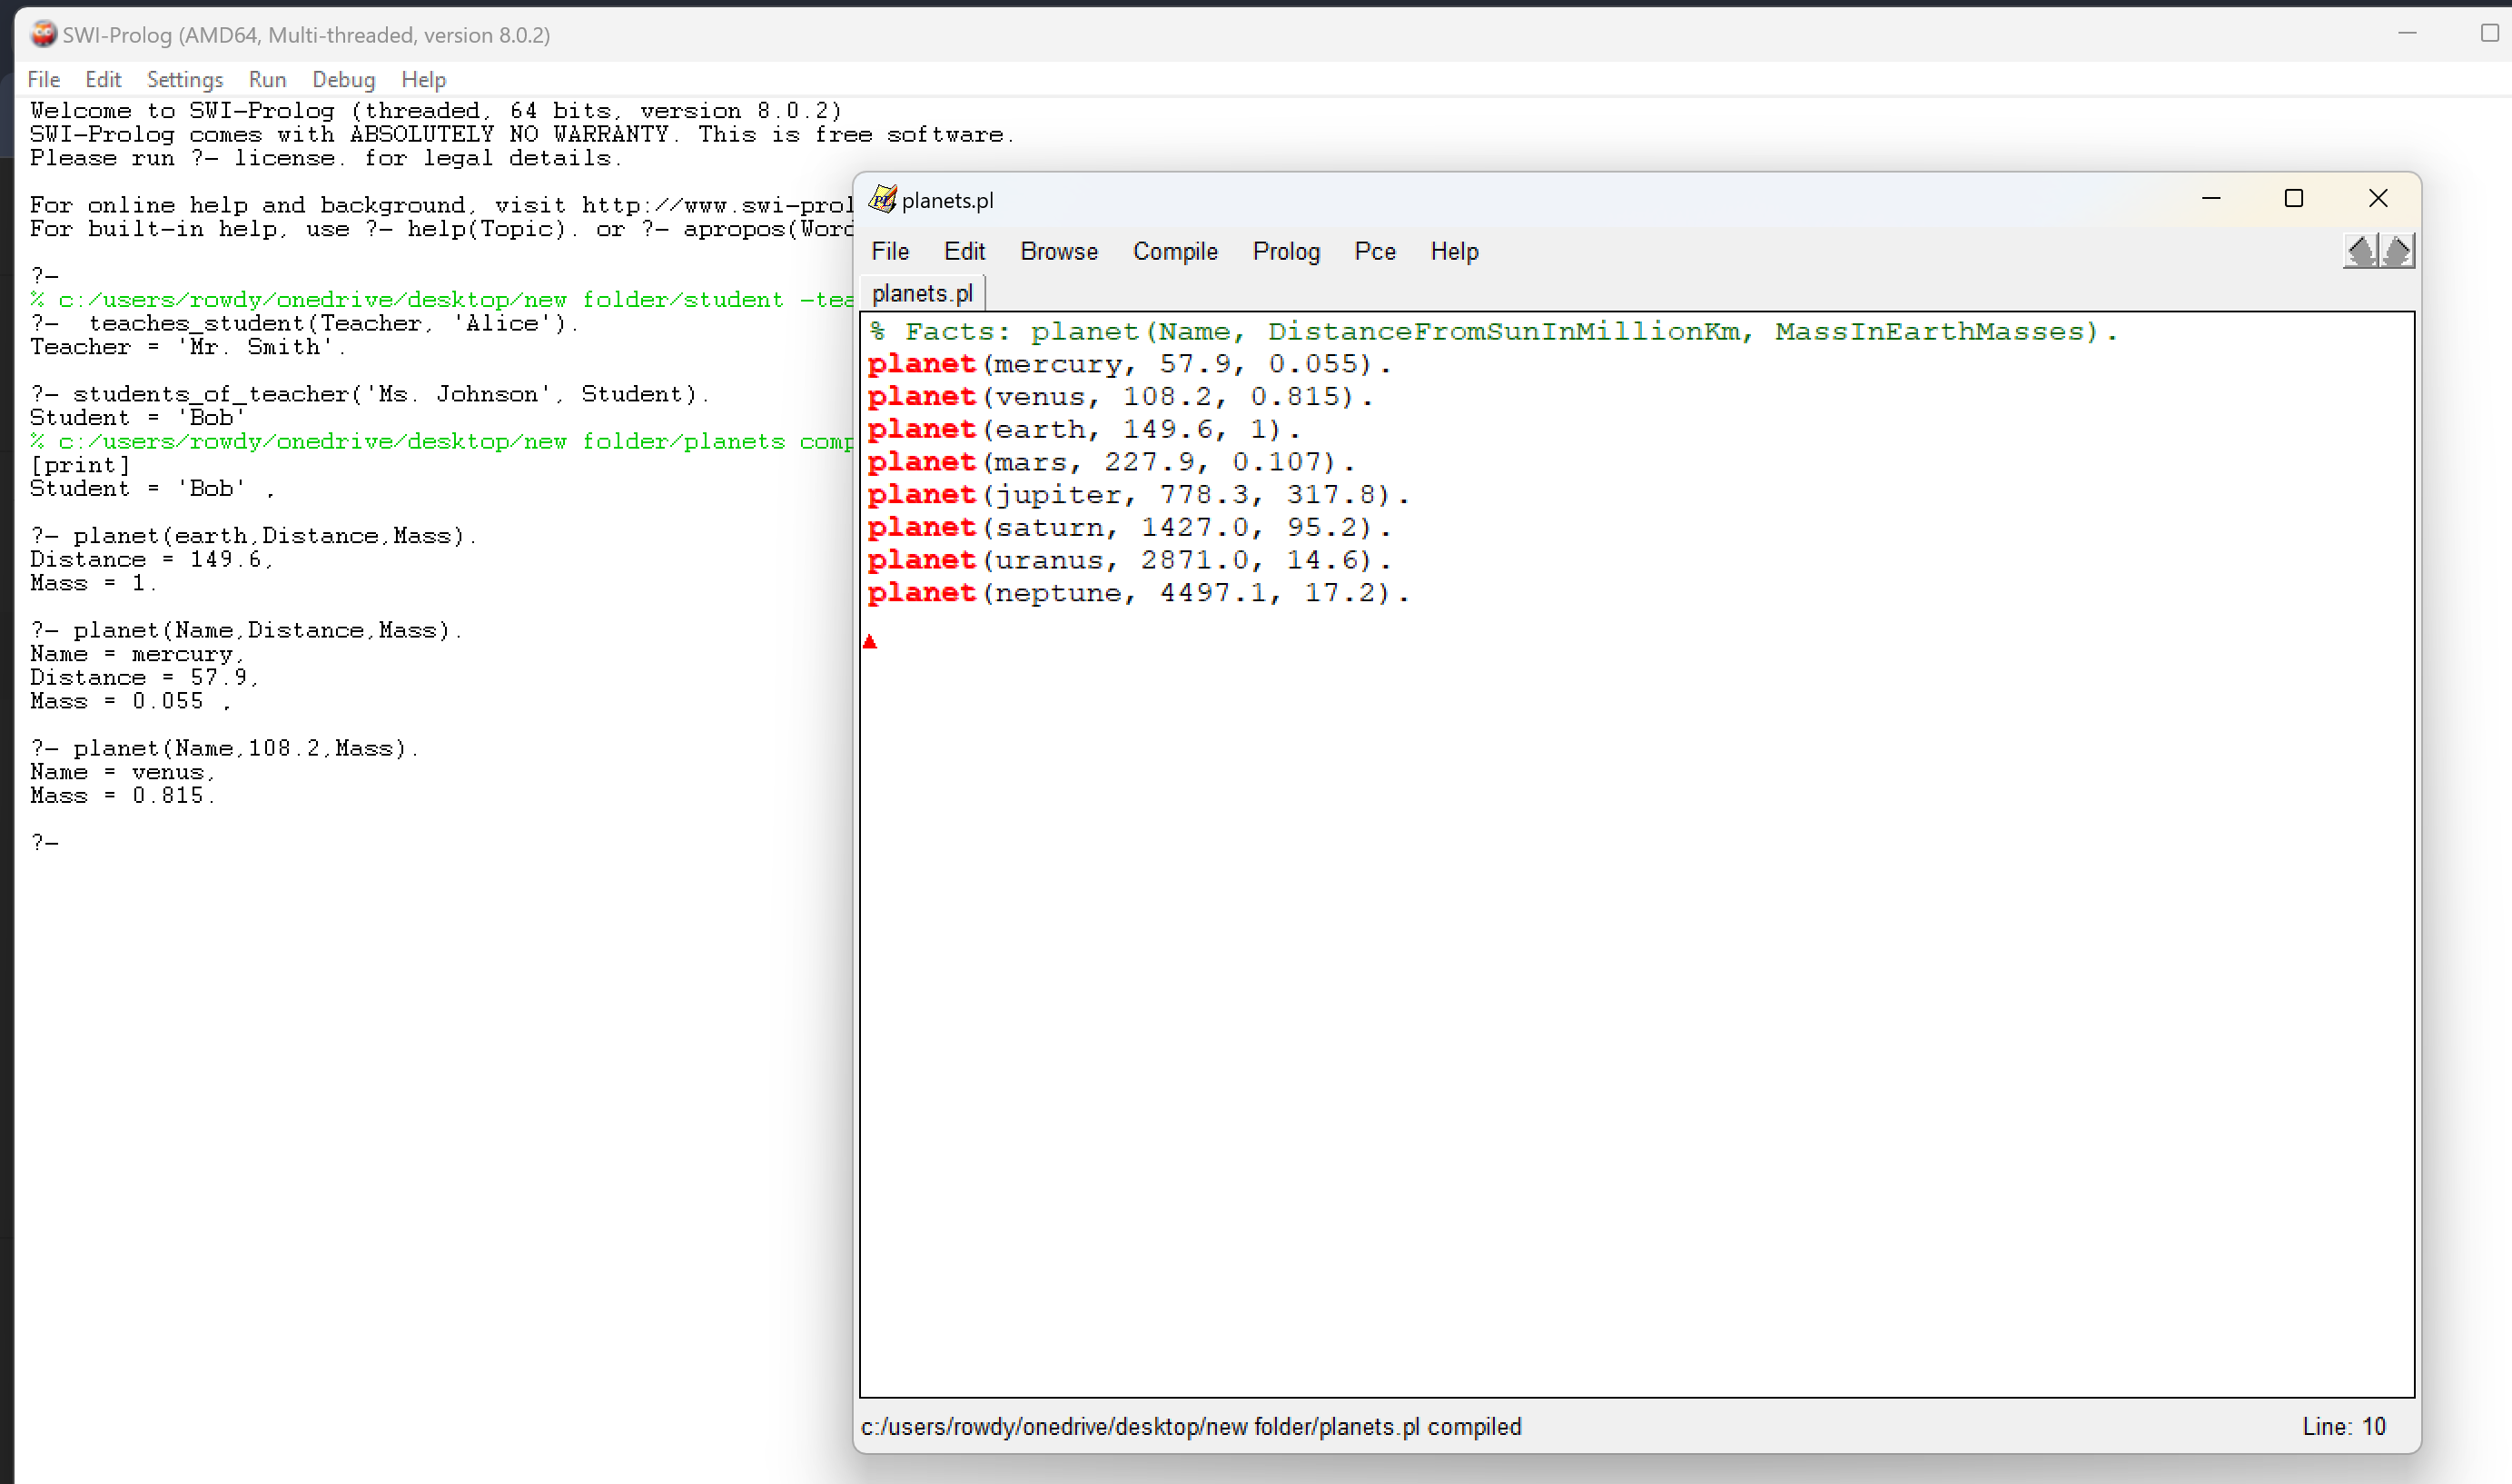 SWI-Prolog (AMD64, Multi-threaded, version 8.0.2)
File Edit Settings Run Debug Help
Welcome to SWI-Prolog (threaded, 64 bits, version 8.0.2)
SWI-Prolog comes with ABSOLUTELY NO WARRANTY. This is free software.
Please run ?- license. for legal details.
For online help and background, visit http://www.swi-prol
For built-in help, use ?- help(Topic). or ?- apropos(Word
?-
% c:/users/rowdy/onedrive/desktop/new folder/student -tea
?-  teaches_student(Teacher, 'Alice').
Teacher = 'Mr. Smith'.
?- students_of_teacher('Ms. Johnson', Student).
Student = 'Bob'
% c:/users/rowdy/onedrive/desktop/new folder/planets comp
[print]
Student = 'Bob' .
?- planet(earth,Distance,Mass).
Distance = 149.6,
Mass = 1.
?- planet(Name,Distance,Mass).
Name = mercury,
Distance = 57.9,
Mass = 0.055 .
?- planet(Name,108.2,Mass).
Name = venus,
Mass = 0.815.
?-
planets.pl
File Edit Browse Compile Prolog Pce Help
planets.pl
% Facts: planet(Name, DistanceFromSunInMillionKm, MassInEarthMasses).
planet(mercury, 57.9, 0.055).
planet(venus, 108.2, 0.815).
planet(earth, 149.6, 1).
planet(mars, 227.9, 0.107).
planet(jupiter, 778.3, 317.8).
planet(saturn, 1427.0, 95.2).
planet(uranus, 2871.0, 14.6).
planet(neptune, 4497.1, 17.2).
c:/users/rowdy/onedrive/desktop/new folder/planets.pl compiled
Line: 10